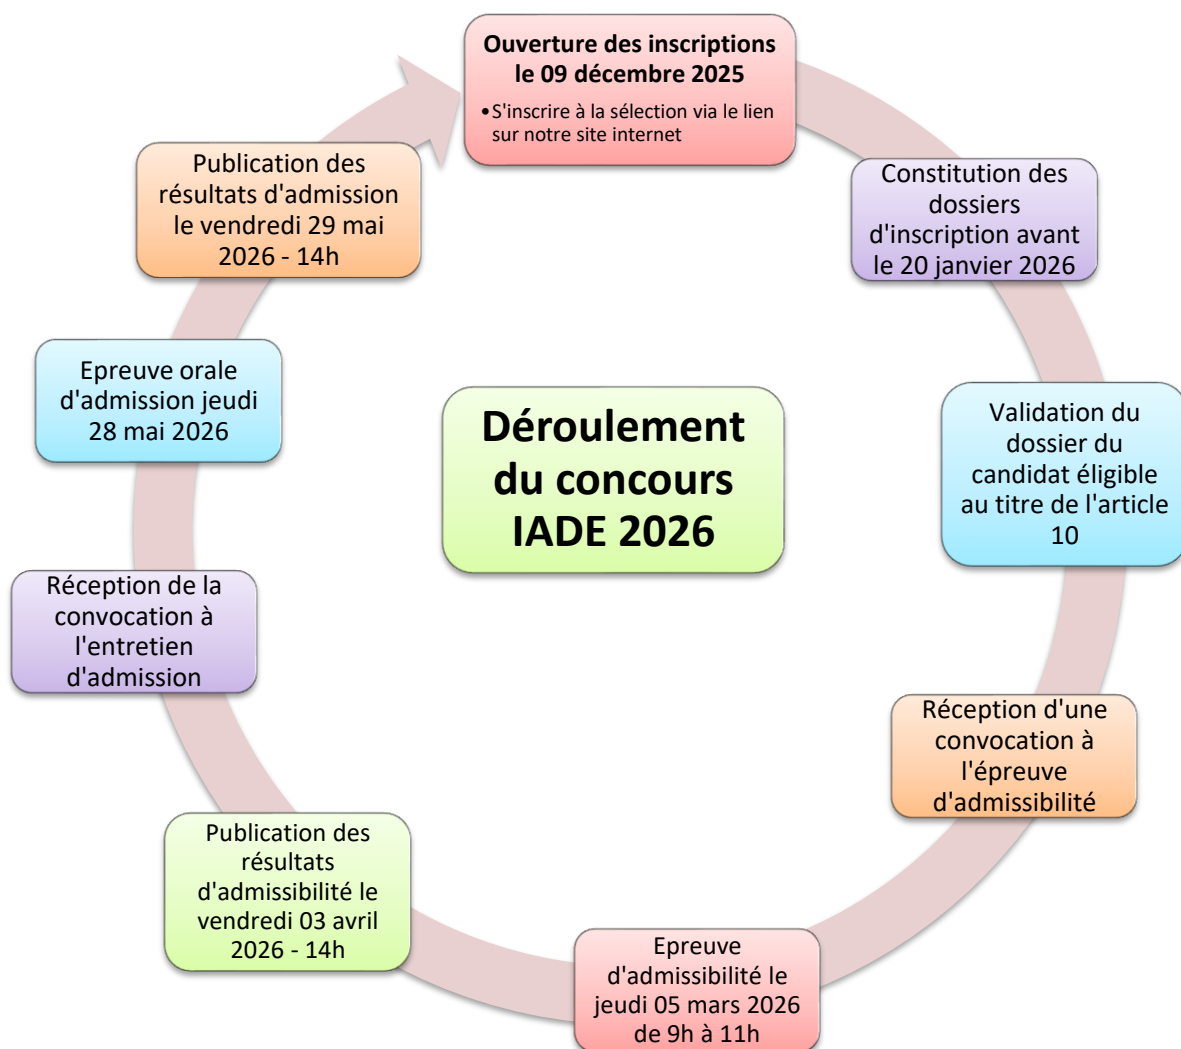 Ouverture des inscriptions
le 09 décembre 2025
•S'inscrire à la sélection via le lien
sur notre site internet
Constitution des
dossiers
d'inscription avant
le 20 janvier 2026
Validation du
dossier du
candidat éligible
au titre de l'article
10
Réception d'une
convocation à
l'épreuve
d'admissibilité
Epreuve
d'admissibilité le
jeudi 05 mars 2026
de 9h à 11h
Publication des
résultats
d'admissibilité le
vendredi 03 avril
2026 - 14h
Réception de la
convocation à
l'entretien
d'admission
Epreuve orale
d'admission jeudi
28 mai 2026
Publication des
résultats d'admission
le vendredi 29 mai
2026 - 14h
Déroulement
du concours
IADE 2026